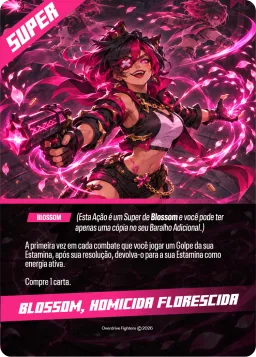 SUPER
BLOSSOM (Esta Ação é um Super de Blossom e você pode ter
apenas uma cópia no seu Baralho Adicional.)
A primeira vez em cada combate que você jogar um Golpe da sua
Estamina, após sua resolução, devolva-o para a sua Estamina como
energia ativa.
Compre 1 carta.
BLOSSOM, HOMICIDA FLORESCIDA
Overdrive Fighters © 2026